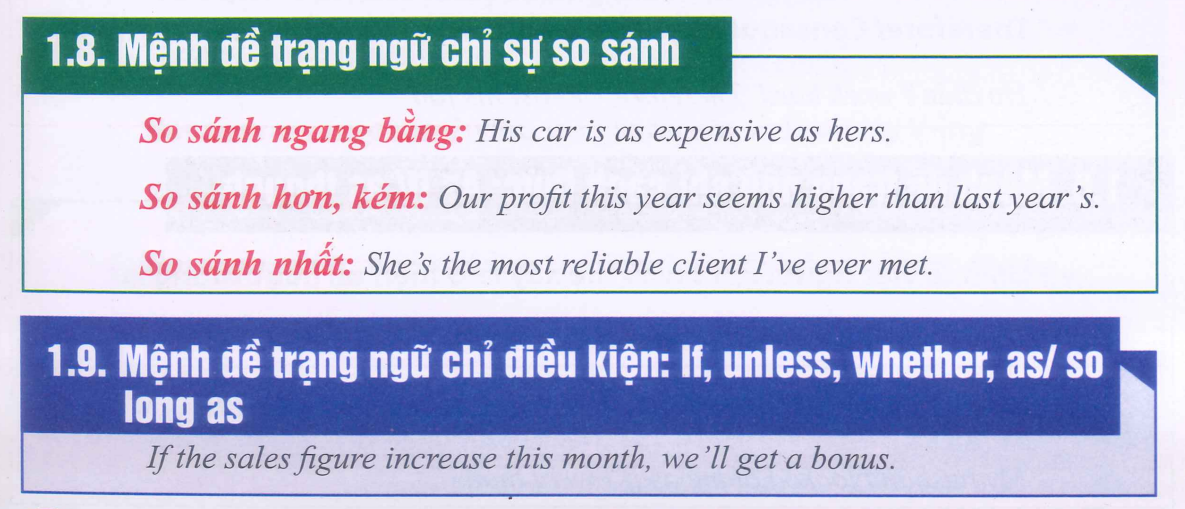 1.8. Mệnh đề trạng ngữ chỉ sự so sánh
So sánh ngang bằng: His car is as expensive as hers.
So sánh hơn, kém: Our profit this year seems higher than last year's.
So sánh nhất: She's the most reliable client I've ever met.
1.9. Mệnh đề trạng ngữ chỉ điều kiện: If, unless, whether, as/ so
long as
If the sales figure increase this month, we'll get a bonus.